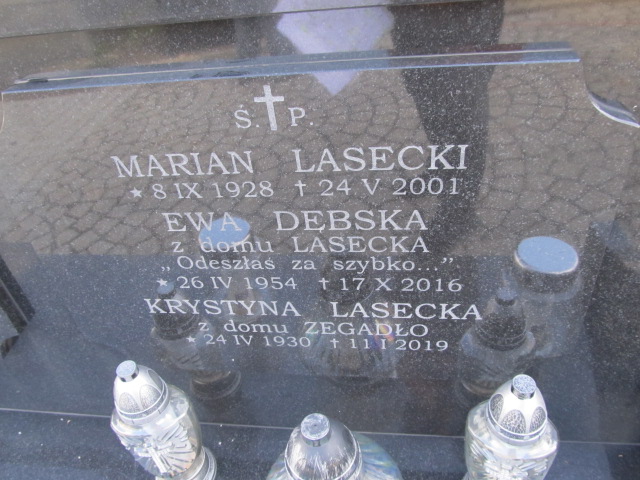 Ś. † P.
MARIAN LASECKI
★ 8 IX 1928 † 24 V 2001
EWA DĘBSKA
z domu LASECKA
„Odeszłaś za szybko..."
★ 26 IV 1954 † 17 X 2016
KRYSTYNA LASECKA
z domu ZEGADŁO
★ 24 IV 1930 † 11 I 2019